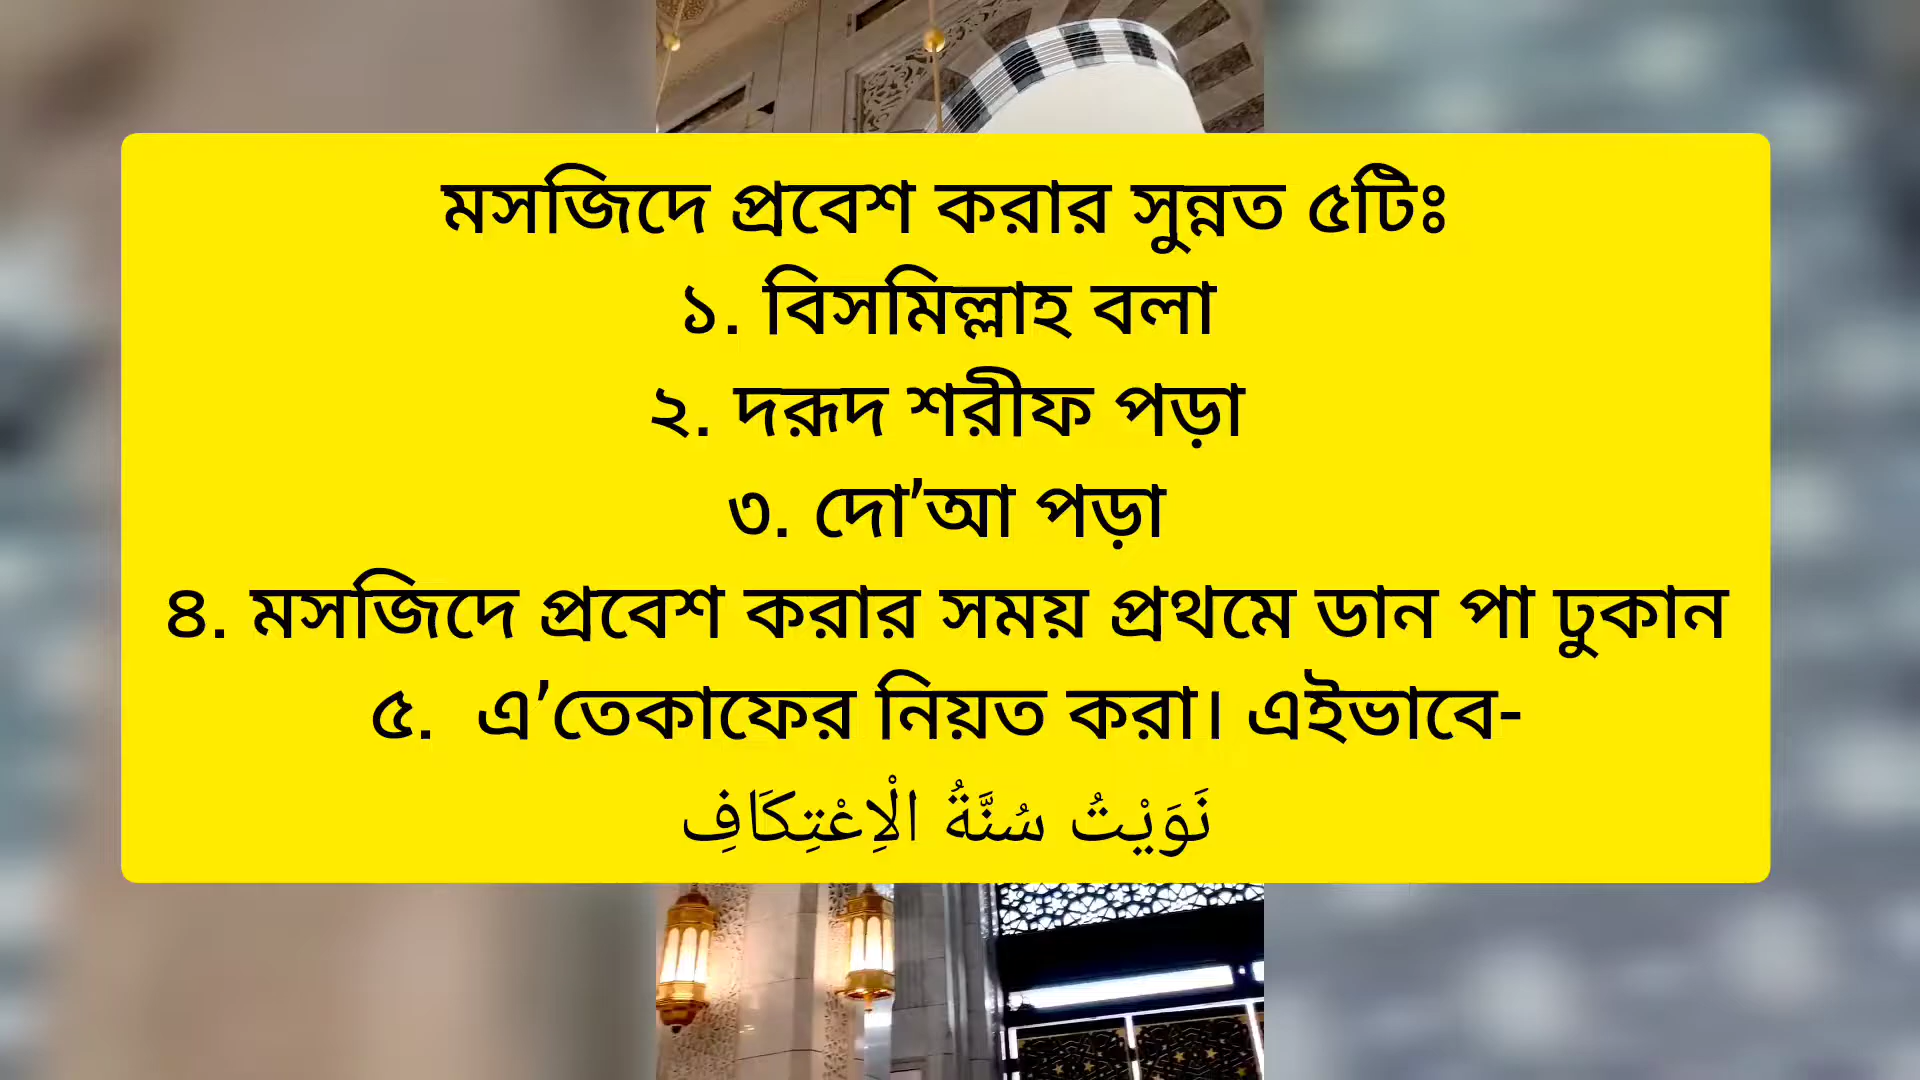 মসজিদে প্রবেশ করার সুন্নত ৫টিঃ
১. বিসমিল্লাহ বলা
২. দরূদ শরীফ পড়া
৩. দো'আ পড়া
৪. মসজিদে প্রবেশ করার সময় প্রথমে ডান পা ঢুকান
৫.  এ'তেকাফের নিয়ত করা। এইভাবে-
نَوَيْتُ سُنَّةُ الْاِعْتِكَافِ